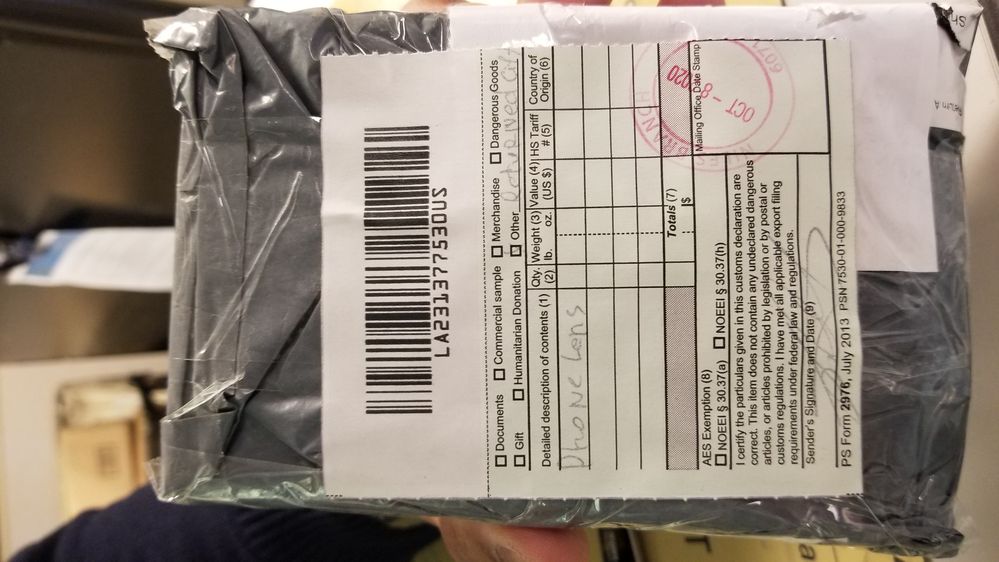 LA231377530US
☐ Documents ☐ Commercial sample ☐ Merchandise ☐ Dangerous Goods
☐ Gift ☐ Humanitarian Donation ☐ Other Returned
Detailed description of contents (1) Qty. (2) Weight (3) lb. oz. Value (4) (US $) HS Tariff # (5) Country of Origin (6)
Phone Lens
Totals (7)
$
AES Exemption (8)
☐ NOEEI § 30.37(a) ☐ NOEEI § 30.37(h)
I certify the particulars given in this customs declaration are
correct. This item does not contain any undeclared dangerous
articles, or articles prohibited by legislation or by postal or
customs regulations. I have met all applicable export filing
requirements under federal law and regulations.
Sender's Signature and Date (9)
Mailing Office Date Stamp
OCT - 8 2020
BRANCH
6071
PS Form 2976, July 2013 PSN 7530-01-000-9833